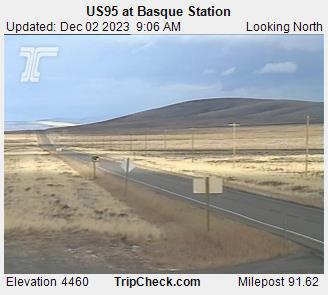 US95 at Basque Station
Updated: Dec 02 2023 9:06 AM Looking North
Elevation 4460 TripCheck.com Milepost 91.62